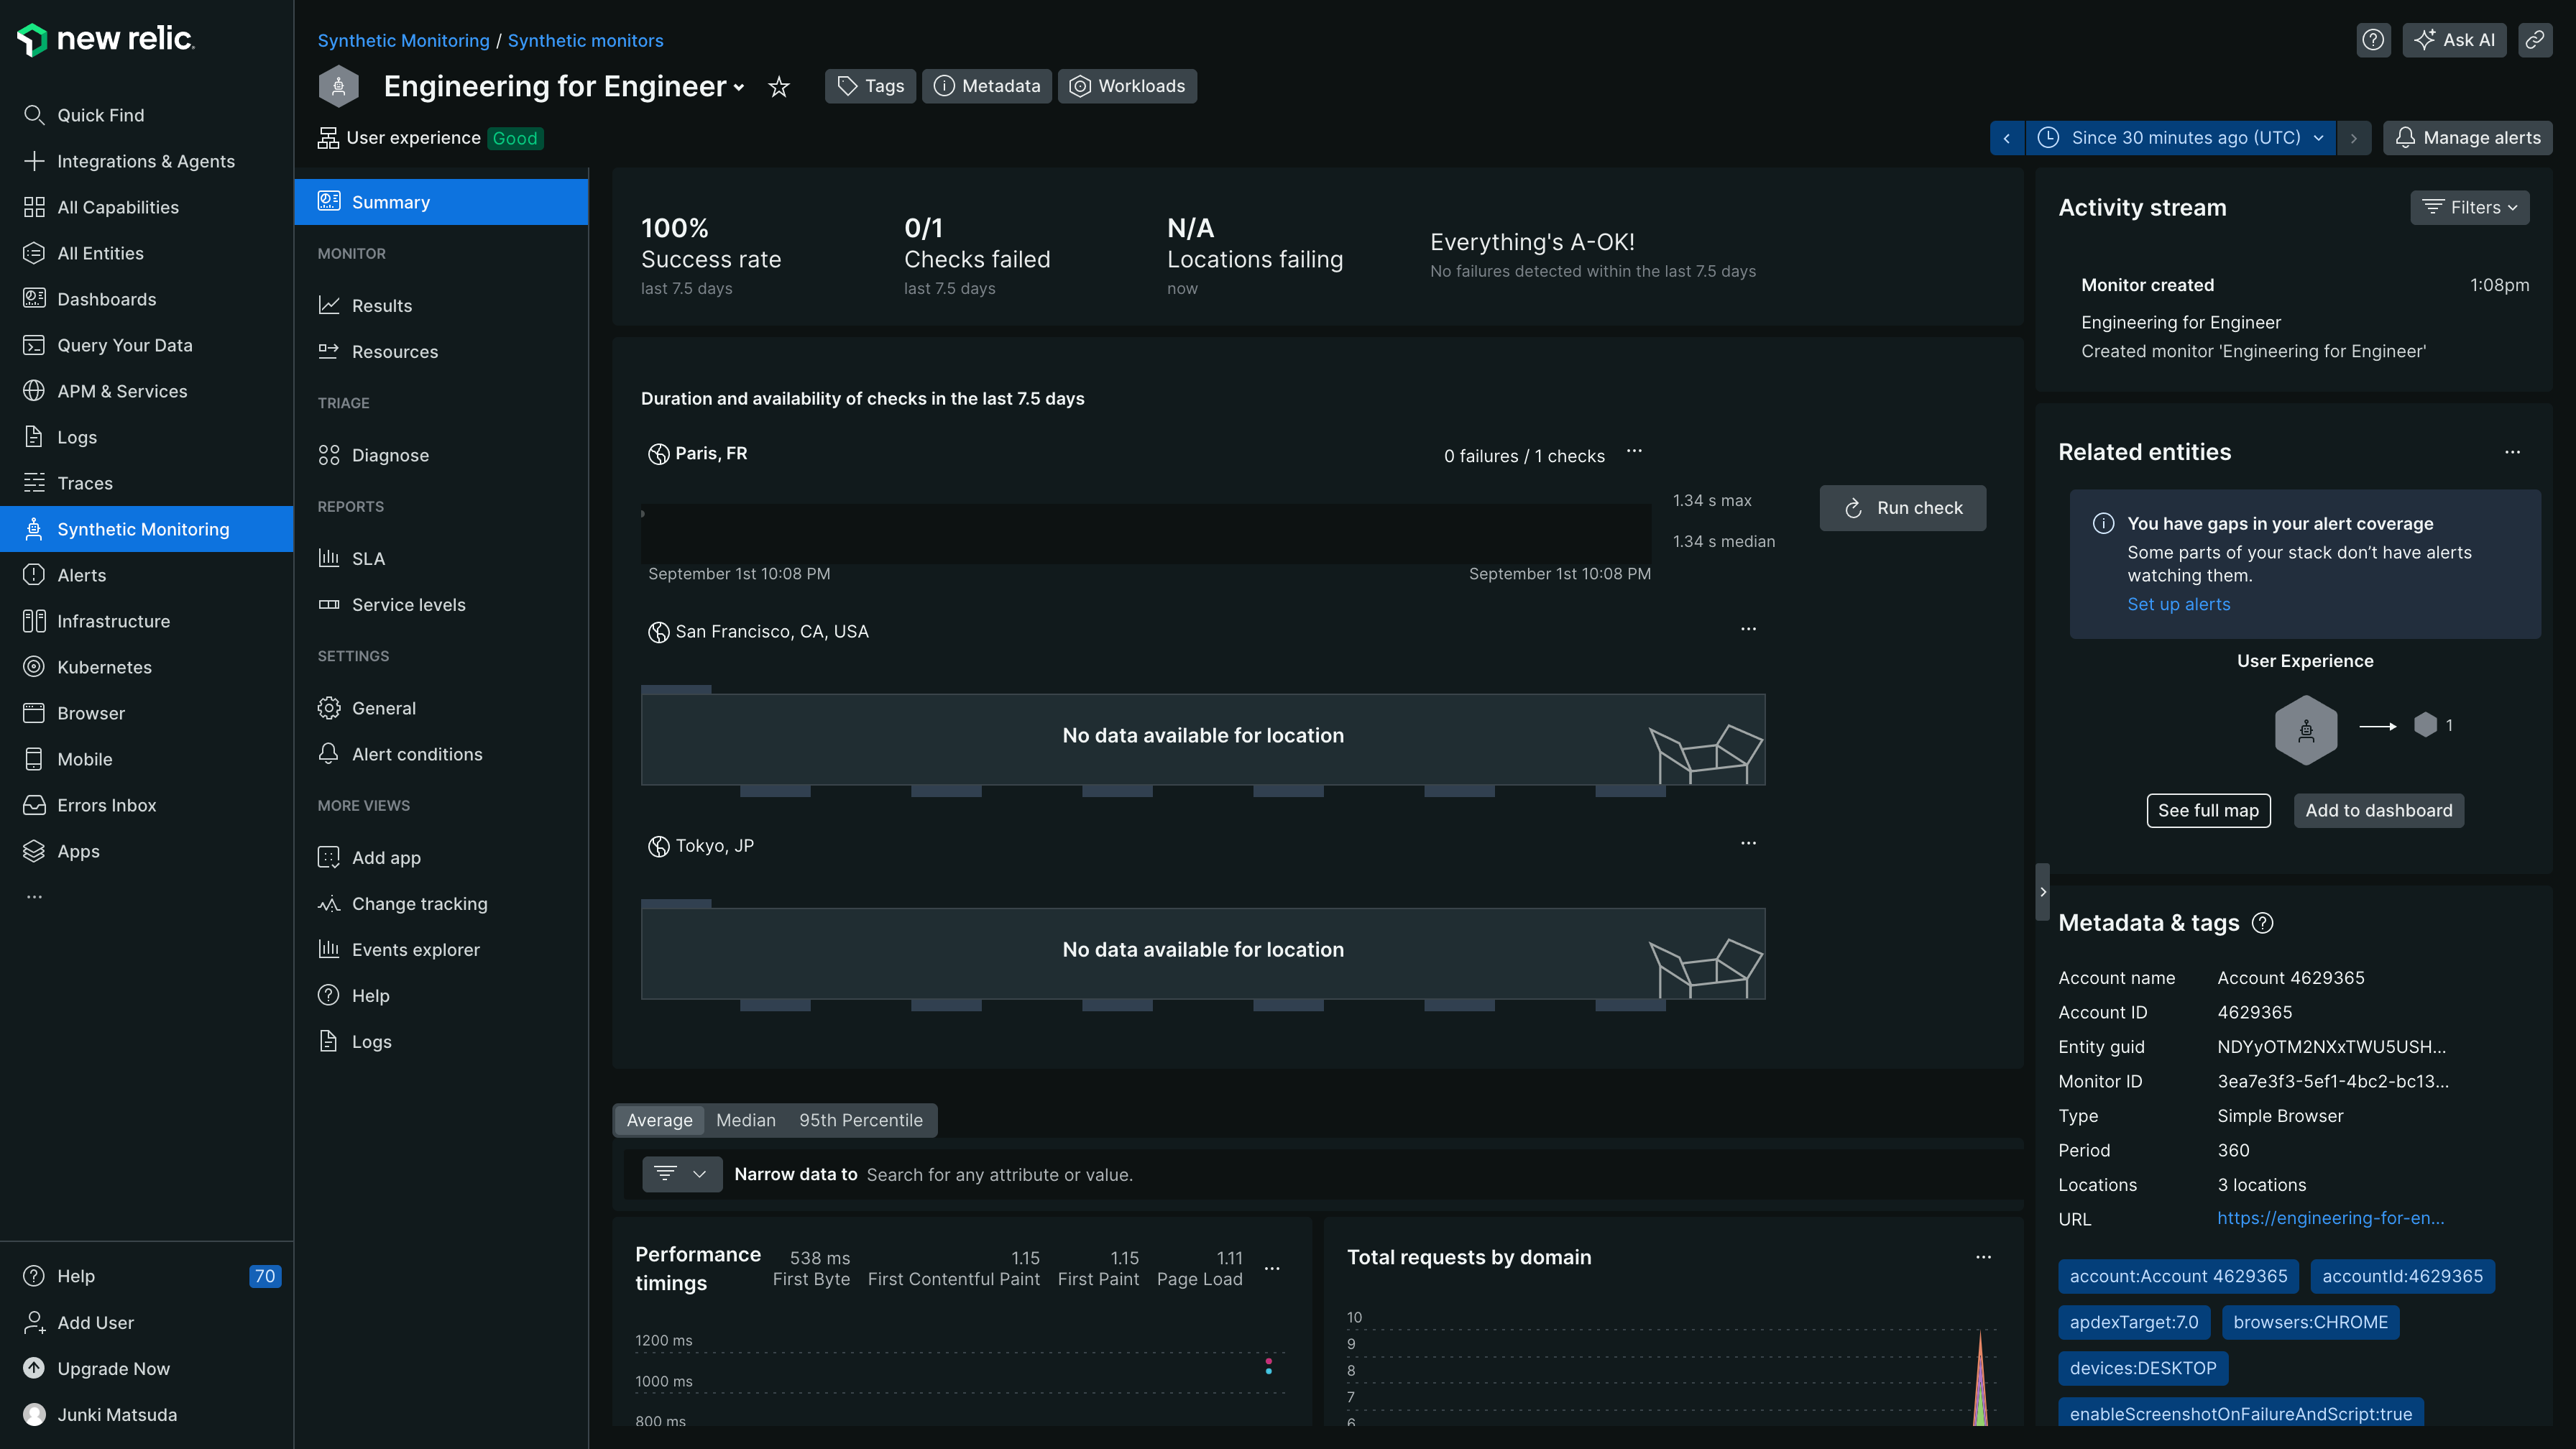 new relic.
Quick Find
Integrations & Agents
All Capabilities
All Entities
Dashboards
Query Your Data
APM & Services
Logs
Traces
Synthetic Monitoring
Alerts
Infrastructure
Kubernetes
Browser
Mobile
Errors Inbox
Apps
...
Help 70
Add User
Upgrade Now
Junki Matsuda
Synthetic Monitoring / Synthetic monitors
Engineering for Engineer
Tags
Metadata
Workloads
Ask AI
User experience Good
Since 30 minutes ago (UTC)
Manage alerts
Summary
MONITOR
Results
Resources
TRIAGE
Diagnose
REPORTS
SLA
Service levels
SETTINGS
General
Alert conditions
MORE VIEWS
Add app
Change tracking
Events explorer
Help
Logs
100%
Success rate
last 7.5 days
0/1
Checks failed
last 7.5 days
N/A
Locations failing
now
Everything's A-OK!
No failures detected within the last 7.5 days
Duration and availability of checks in the last 7.5 days
Paris, FR
0 failures / 1 checks
...
1.34 s max
1.34 s median
Run check
September 1st 10:08 PM
September 1st 10:08 PM
San Francisco, CA, USA
...
No data available for location
Tokyo, JP
...
No data available for location
Average
Median
95th Percentile
Narrow data to Search for any attribute or value.
Performance
timings
538 ms
First Byte
1.15
First Contentful Paint
1.15
First Paint
1.11
Page Load
...
1200 ms
1000 ms
800 ms
Total requests by domain
...
10
9
8
7
6
Activity stream
Filters
Monitor created 1:08pm
Engineering for Engineer
Created monitor 'Engineering for Engineer'
Related entities
...
You have gaps in your alert coverage
Some parts of your stack don’t have alerts
watching them.
Set up alerts
User Experience
1
See full map
Add to dashboard
Metadata & tags
Account name Account 4629365
Account ID 4629365
Entity guid NDYyOTM2NXxTWU5USH...
Monitor ID 3ea7e3f3-5ef1-4bc2-bc13...
Type Simple Browser
Period 360
Locations 3 locations
URL https://engineering-for-en...
account:Account 4629365
accountId:4629365
apdexTarget:7.0
browsers:CHROME
devices:DESKTOP
enableScreenshotOnFailureAndScript:true